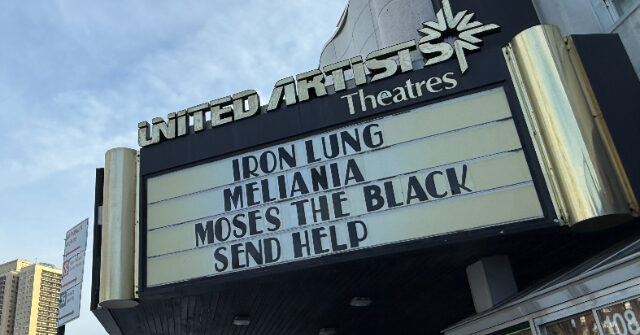 UNITED ARTISTS
Theatres
IRON LUNG
MELIANIA
MOSES THE BLACK
SEND HELP